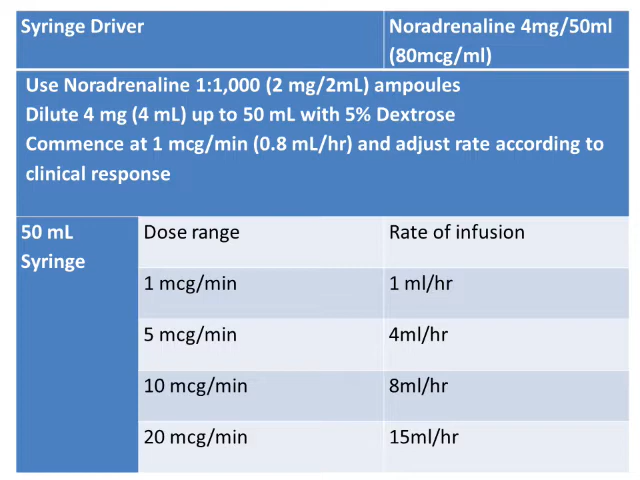 Syringe Driver
Noradrenaline 4mg/50ml
(80mcg/ml)
Use Noradrenaline 1:1,000 (2 mg/2mL) ampoules
Dilute 4 mg (4 mL) up to 50 mL with 5% Dextrose
Commence at 1 mcg/min (0.8 mL/hr) and adjust rate according to
clinical response
50 mL
Syringe
Dose range
Rate of infusion
1 mcg/min
1 ml/hr
5 mcg/min
4ml/hr
10 mcg/min
8ml/hr
20 mcg/min
15ml/hr